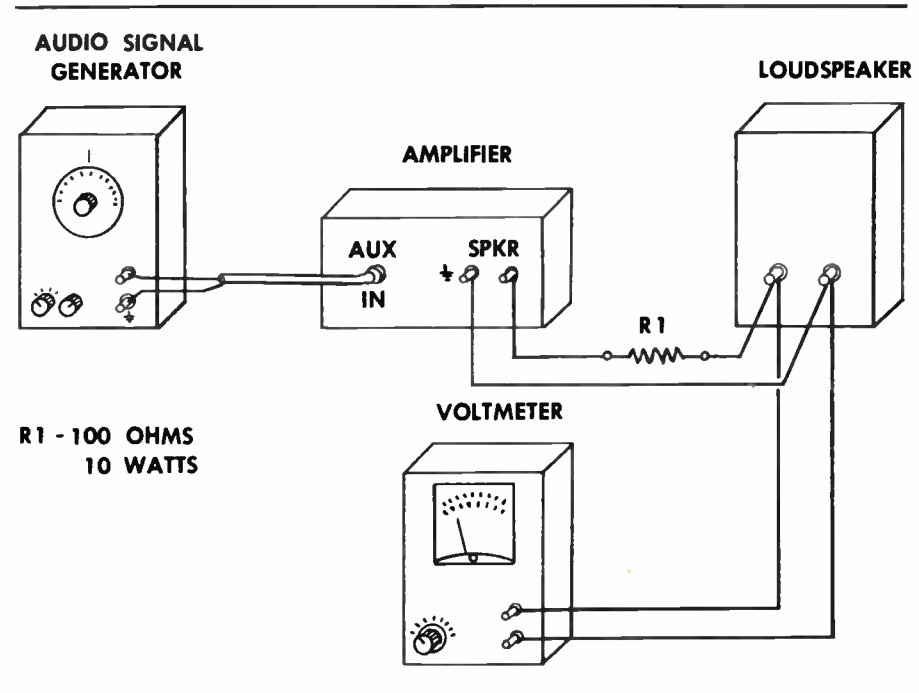 AUDIO SIGNAL
GENERATOR
LOUDSPEAKER
AMPLIFIER
AUX
IN
SPKR
R1
VOLTMETER
R1 - 100 OHMS
10 WATTS